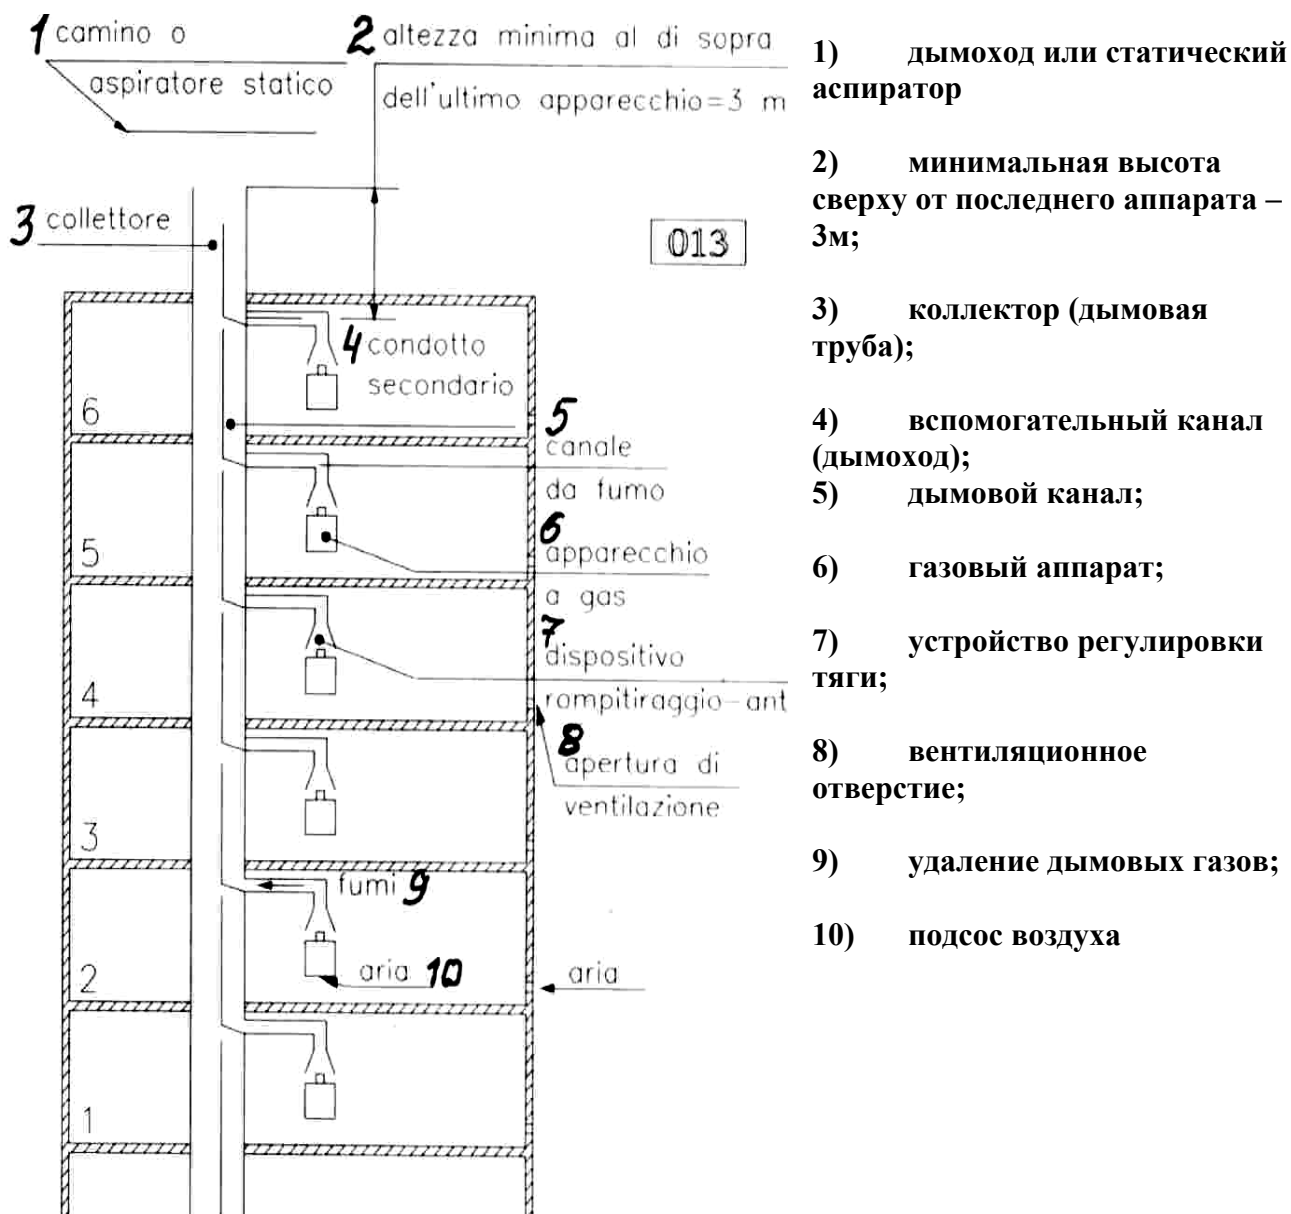 1 camino o
aspiratore statico
2 altezza minima al di sopra
dell'ultimo apparecchio=3 m
3 collettore
013
4 condotto
secondario
6
5
canale
da fumo
5
6
apparecchio
a gas
7
dispositivo
rompitiraggio-ant
4
8
apertura di
ventilazione
3
fumi 9
aria 10
aria
2
1
1) дымоход или статический
аспиратор
2) минимальная высота
сверху от последнего аппарата –
3м;
3) коллектор (дымовая
труба);
4) вспомогательный канал
(дымоход);
5) дымовой канал;
6) газовый аппарат;
7) устройство регулировки
тяги;
8) вентиляционное
отверстие;
9) удаление дымовых газов;
10) подсос воздуха